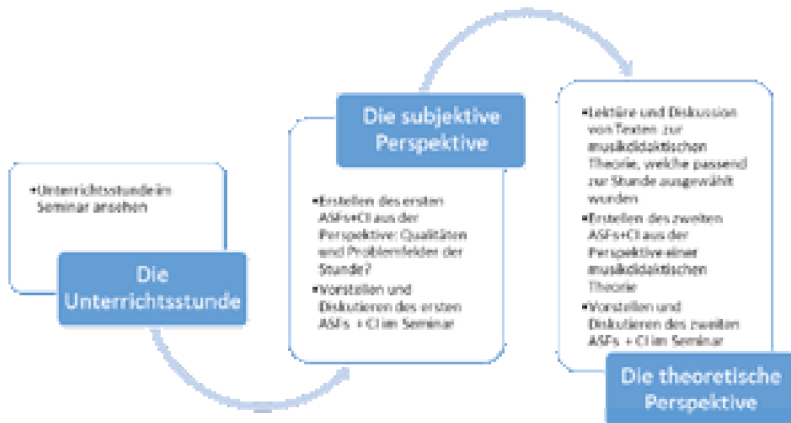 •Unterrichtsstunde im
Seminar ansehen
Die
Unterrichtsstunde
Die subjektive
Perspektive
•Erstellen des ersten
ASFs+CI aus der
Perspektive: Qualitäten
und Problemfelder der
Stunde?
•Vorstellen und
Diskutieren des ersten
ASFs + CI im Seminar
•Lektüre und Diskussion
von Texten zur
musikdidaktischen
Theorie, welche passend
zur Stunde ausgewählt
wurden
•Erstellen des zweiten
ASFs+CI aus der
Perspektive einer
musikdidaktischen
Theorie
•Vorstellen und
Diskutieren des zweiten
ASFs + CI im Seminar
Die theoretische
Perspektive